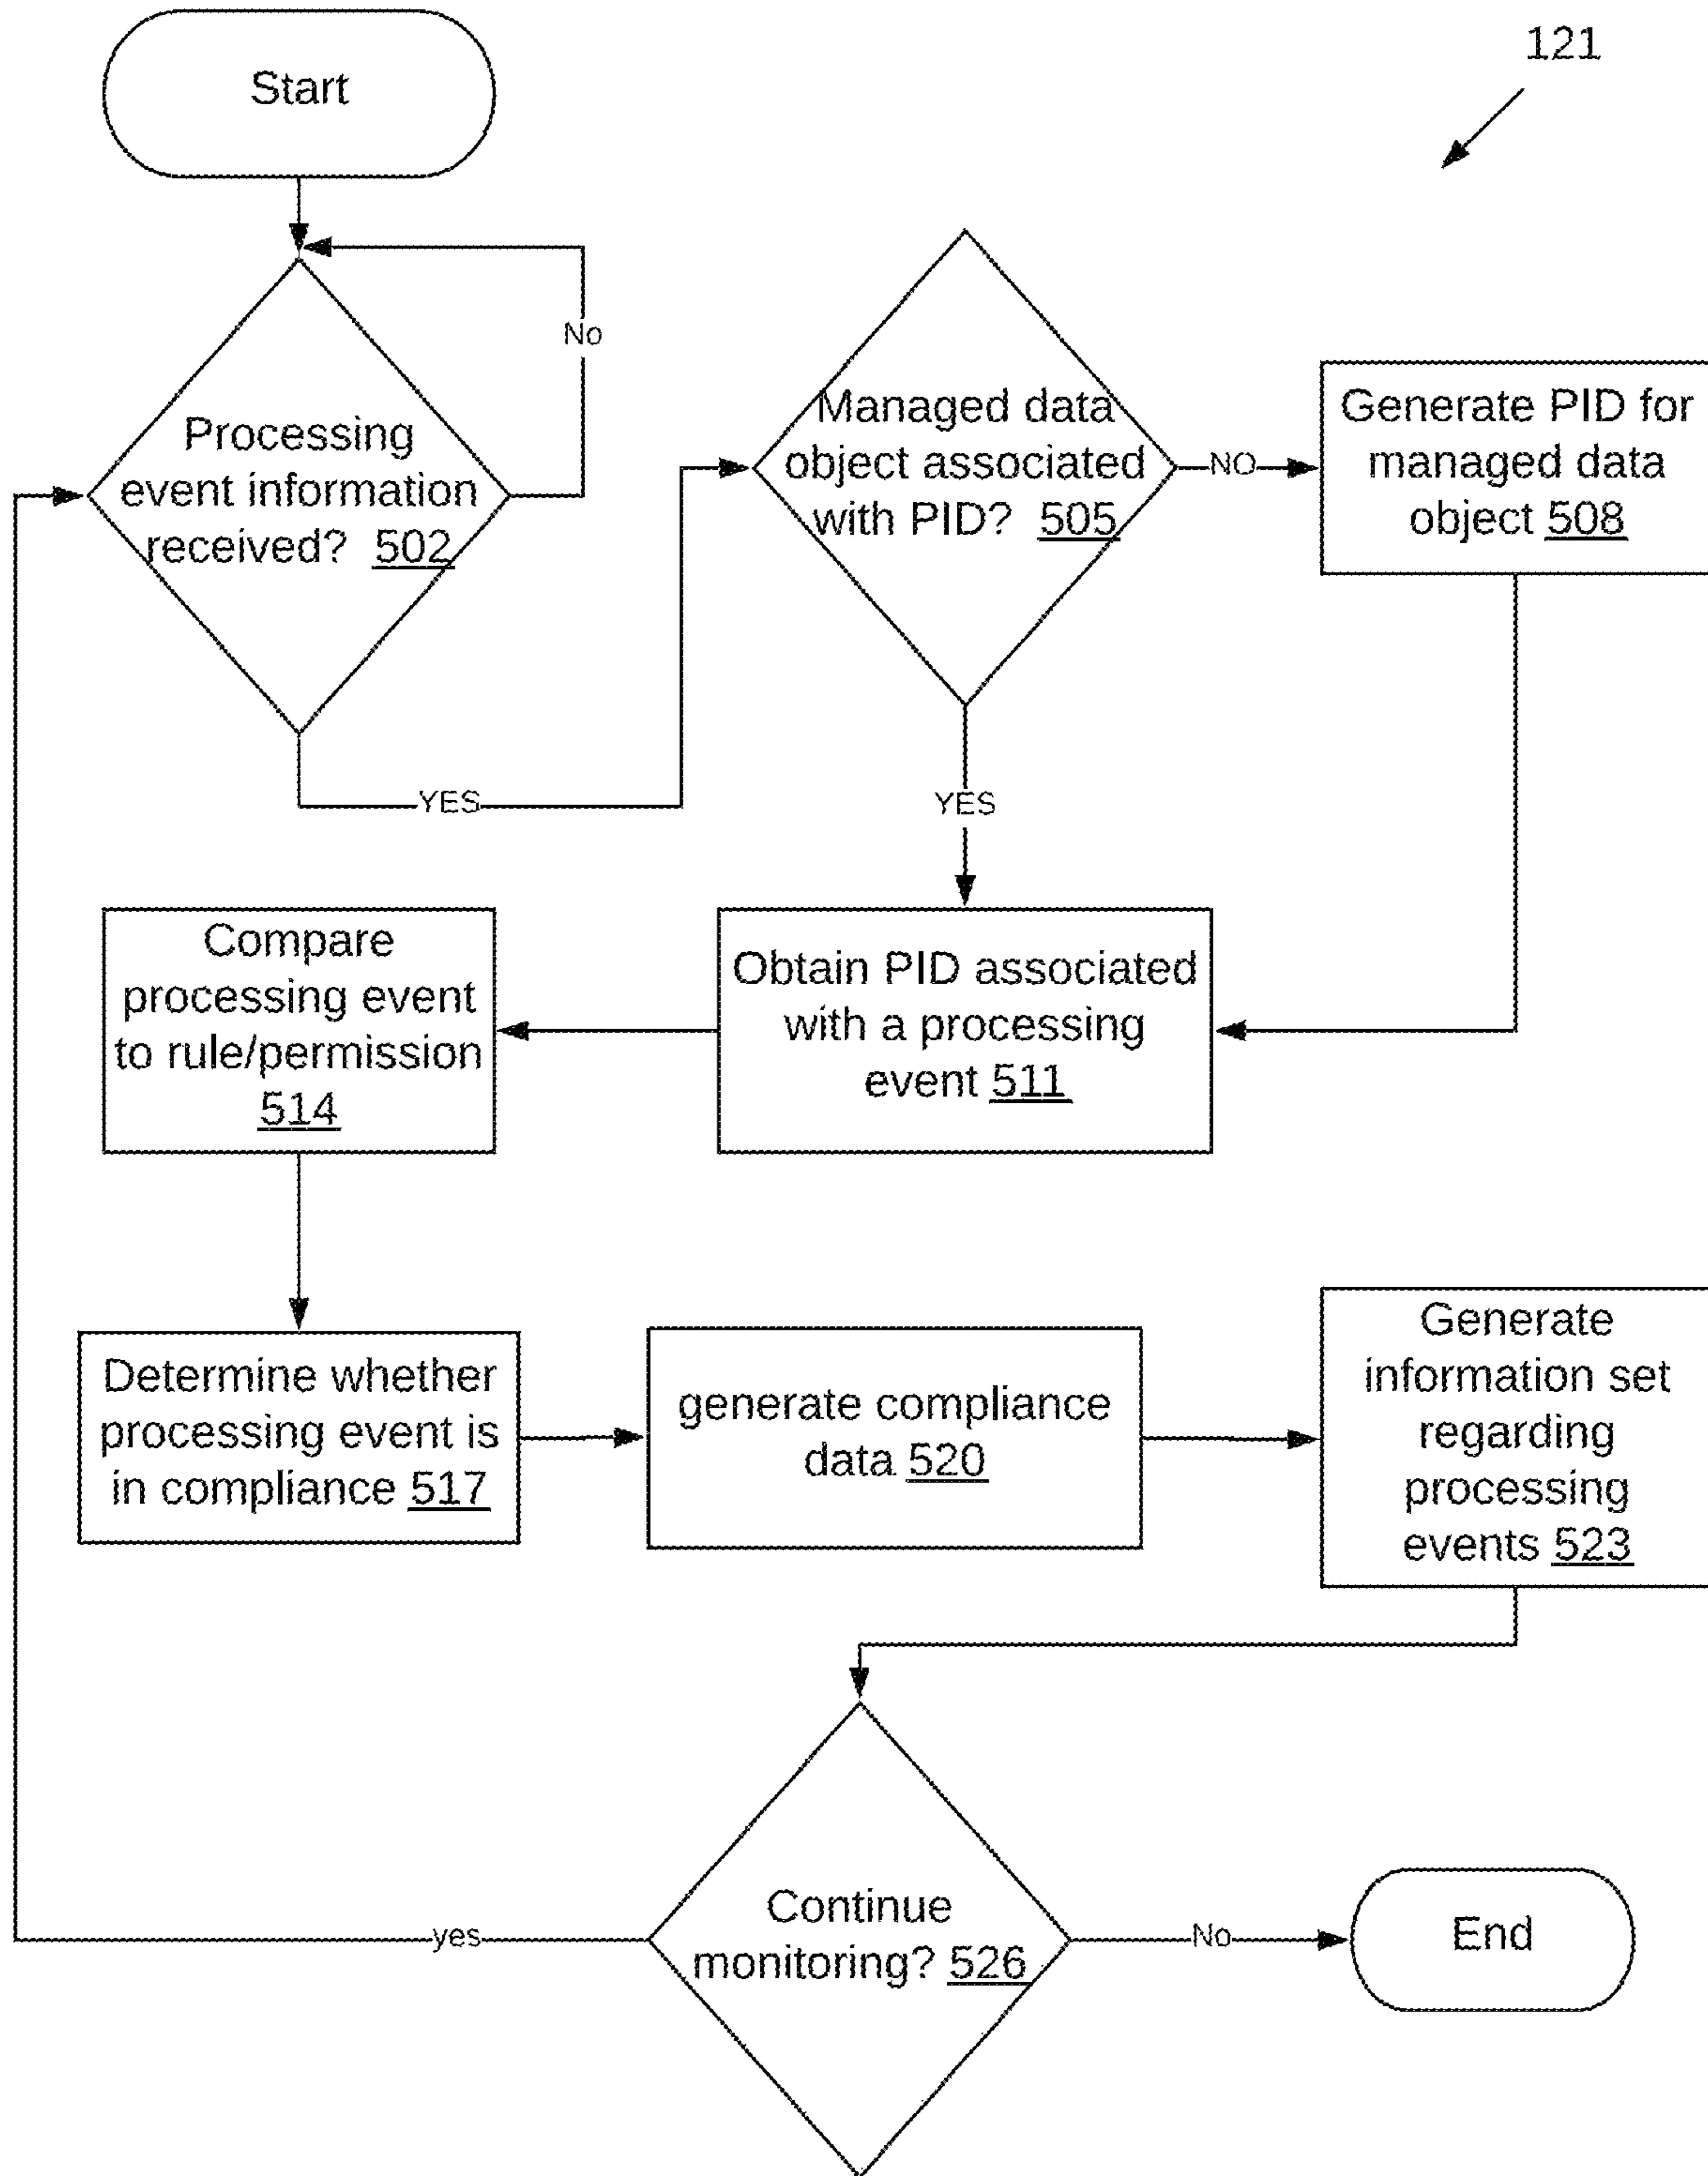 121
Start
No
Processing
event information
received? 502
Managed data
object associated
with PID? 505
NO
Generate PID for
managed data
object 508
YES
YES
Compare
processing event
to rule/permission
514
Obtain PID associated
with a processing
event 511
Determine whether
processing event is
in compliance 517
generate compliance
data 520
Generate
information set
regarding
processing
events 523
Continue
monitoring? 526
yes
No
End